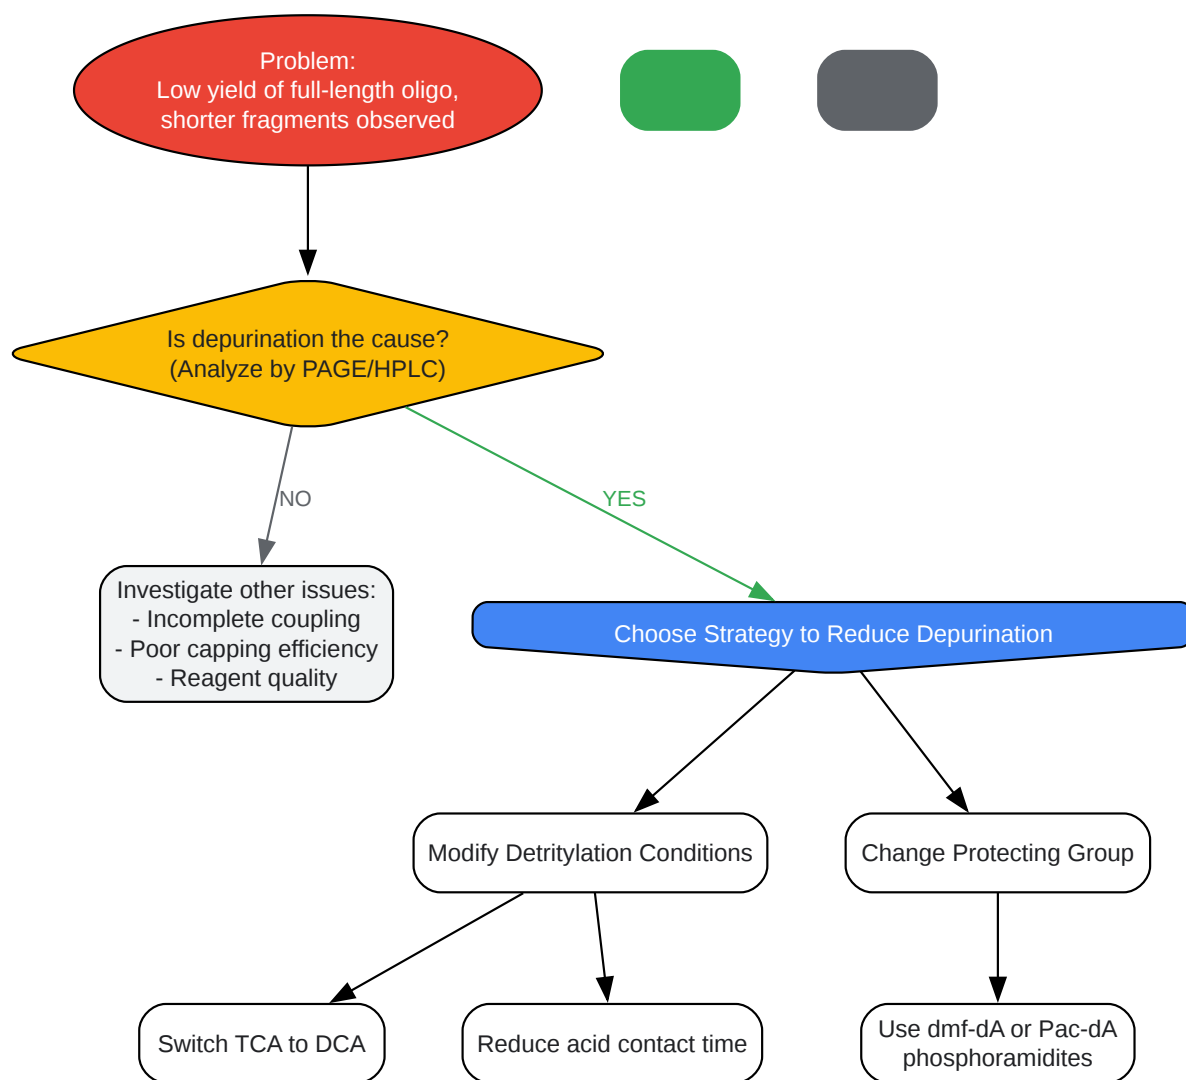 Problem:
Low yield of full-length oligo,
shorter fragments observed
Is depurination the cause?
(Analyze by PAGE/HPLC)
NO
YES
Investigate other issues:
- Incomplete coupling
- Poor capping efficiency
- Reagent quality
Choose Strategy to Reduce Depurination
Modify Detritylation Conditions
Change Protecting Group
Switch TCA to DCA
Reduce acid contact time
Use dmf-dA or Pac-dA
phosphoramidites